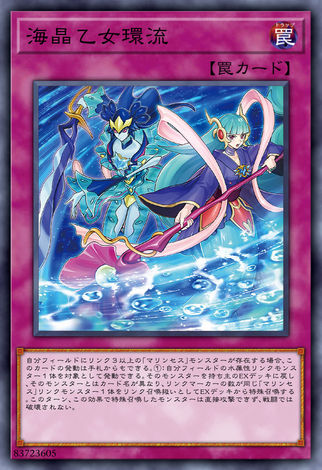 海晶乙女環流
トラップ
罠
【罠カード】
自分フィールドにリンク3以上の「マリンセス」モンスターが存在する場合、こ
のカードの発動は手札からもできる。①:自分フィールドの水属性リンクモンス
ター1体を対象として発動できる。そのモンスターを持ち主のEXデッキに戻し
、そのモンスターとはカード名が異なり、リンクマーカーの数が同じ「マリンセ
ス」リンクモンスター1体をリンク召喚扱いとしてEXデッキから特殊召喚す
る。このターン、この効果で特殊召喚したモンスターは直接攻撃できず、戦闘では
破壊されない。
83723605